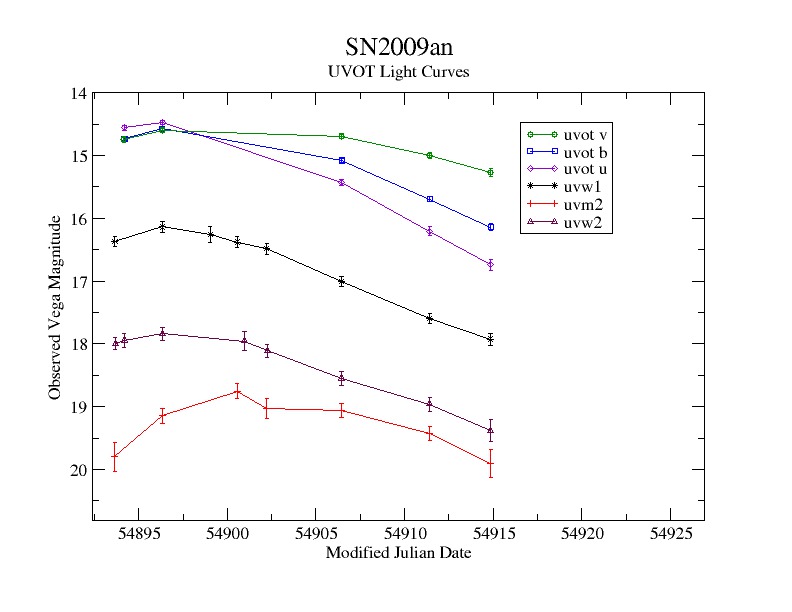 SN2009an
UVOT Light Curves
14
15
16
17
18
19
20
Observed Vega Magnitude
uvot v
uvot b
uvot u
uvw1
uvm2
uvw2
54895 54900 54905 54910 54915 54920 54925
Modified Julian Date